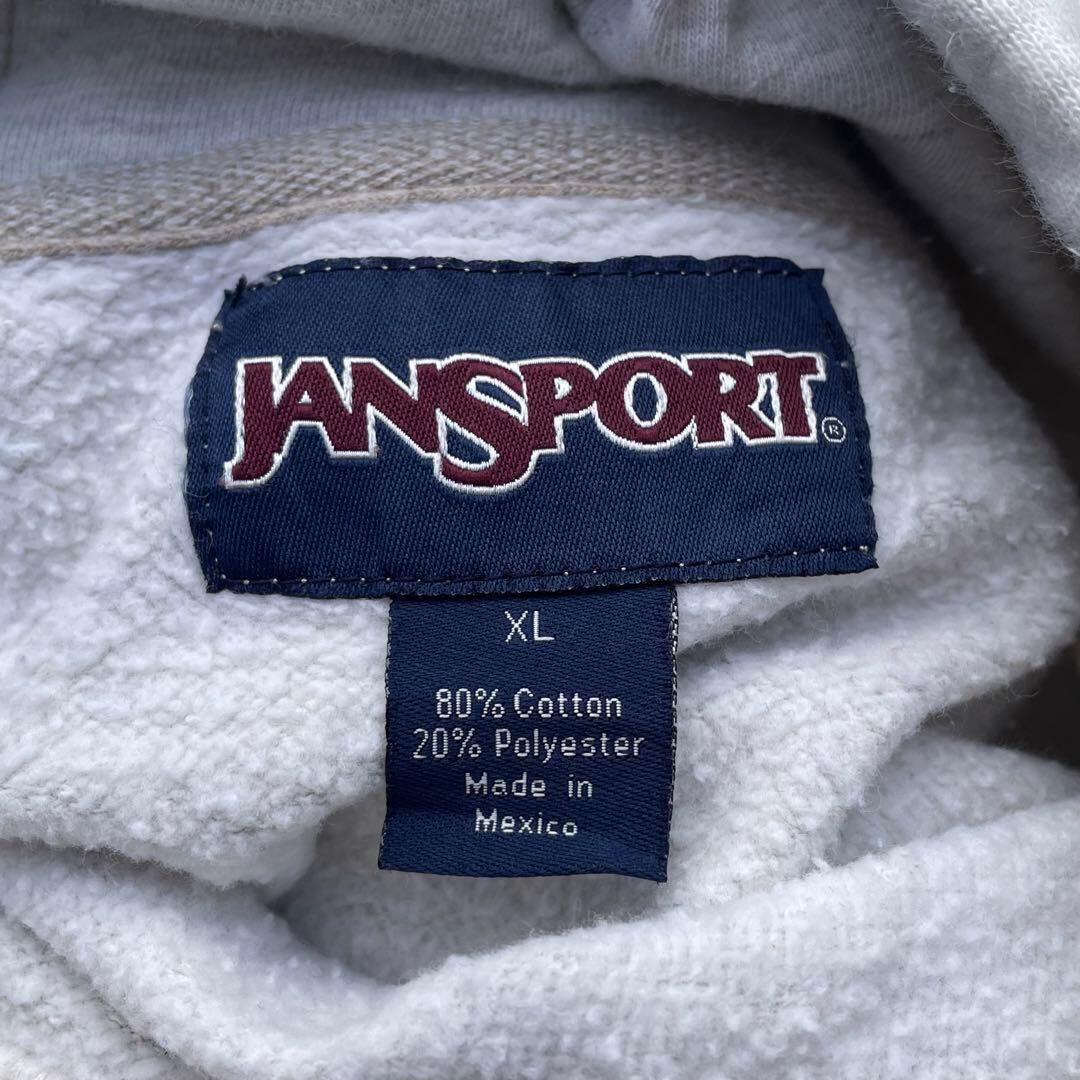 JANSPORT®
XL
80% Cotton
20% Polyester
Made in
Mexico